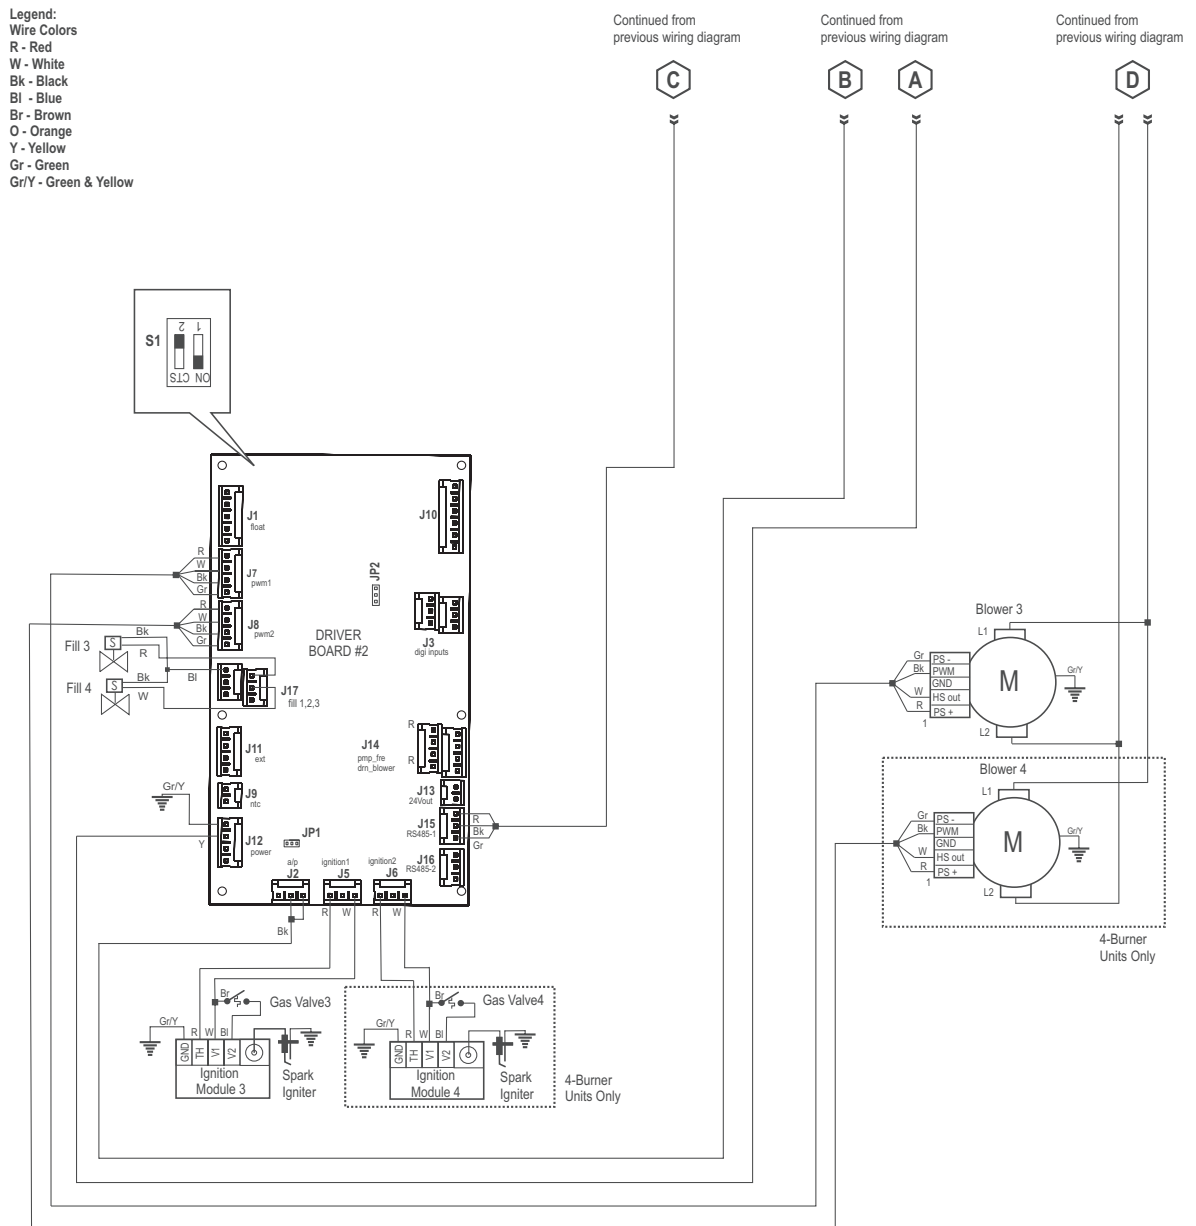 Legend:
Wire Colors
R - Red
W - White
Bk - Black
Bl - Blue
Br - Brown
O - Orange
Y - Yellow
Gr - Green
Gr/Y - Green & Yellow
Continued from
previous wiring diagram
C
Continued from
previous wiring diagram
B
A
Continued from
previous wiring diagram
D
S1
2 1
CTS ON
J1
float
J10
R
W
Bk
Gr
J7
pwm1
JP2
R
W
Bk
Gr
J8
pwm2
DRIVER
BOARD #2
J3
digi inputs
Fill 3
S
Bk
R
Fill 4
S
Bk
W
Bl
J17
fill 1,2,3
J11
ext
R
R
J14
pmp_fre
drn_blower
Gr/Y
J9
ntc
J13
24Vout
J15
RS485-1
R
Bk
Gr
Y
J12
power
JP1
J16
RS485-2
a/p
J2
ignition1
J5
ignition2
J6
Bk
R W
R W
Blower 3
L1
M
L2
Gr
Bk
W
R
1
PS -
PWM
GND
HS out
PS +
Gr/Y
Blower 4
L1
M
L2
Gr
Bk
W
R
1
PS -
PWM
GND
HS out
PS +
Gr/Y
4-Burner
Units Only
Br
Gas Valve3
Gr/Y
R W Bl
GND TH V1 V2
Ignition
Module 3
Spark
Igniter
Br
Gas Valve4
Gr/Y
R W Bl
GND TH V1 V2
Ignition
Module 4
Spark
Igniter
4-Burner
Units Only